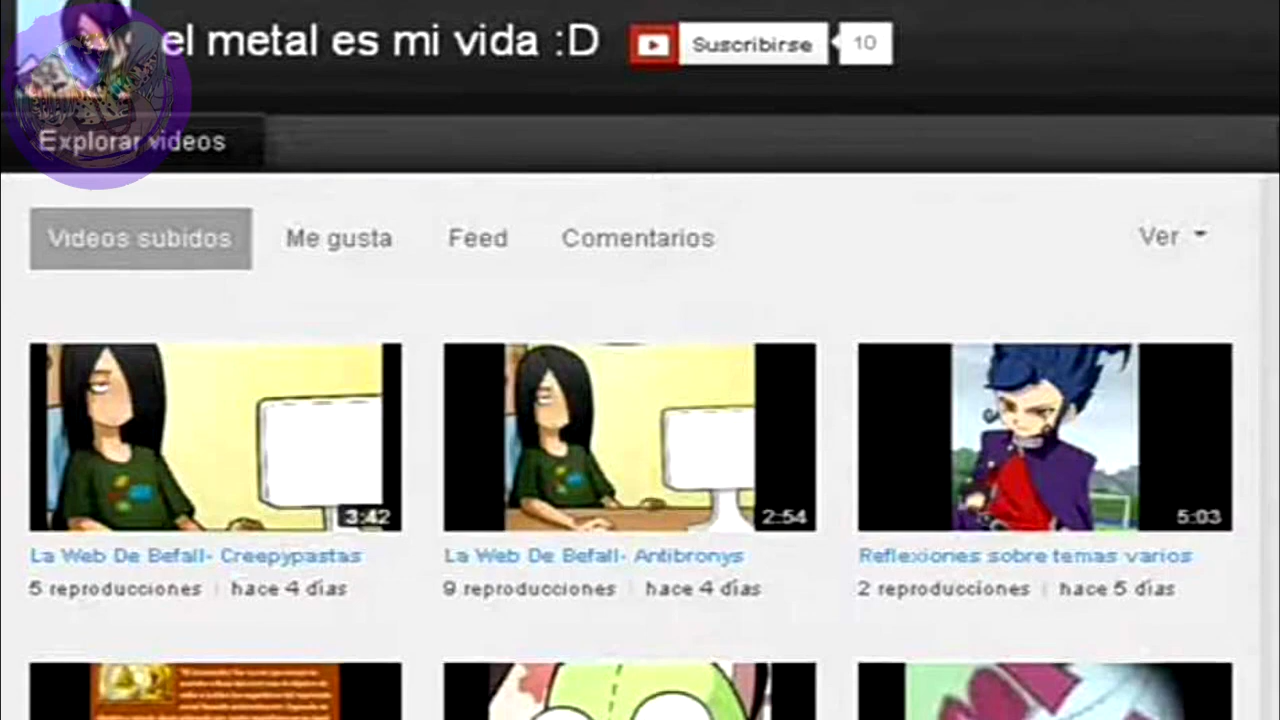 el metal es mi vida :D
Suscribirse
10
Explorar videos
Videos subidos
Me gusta
Feed
Comentarios
Ver
3:42
2:54
5:03
La Web De Befall- Creepypastas
La Web De Befall- Antibronys
Reflexiones sobre temas varios
5 reproducciones | hace 4 días
9 reproducciones | hace 4 días
2 reproducciones | hace 5 días